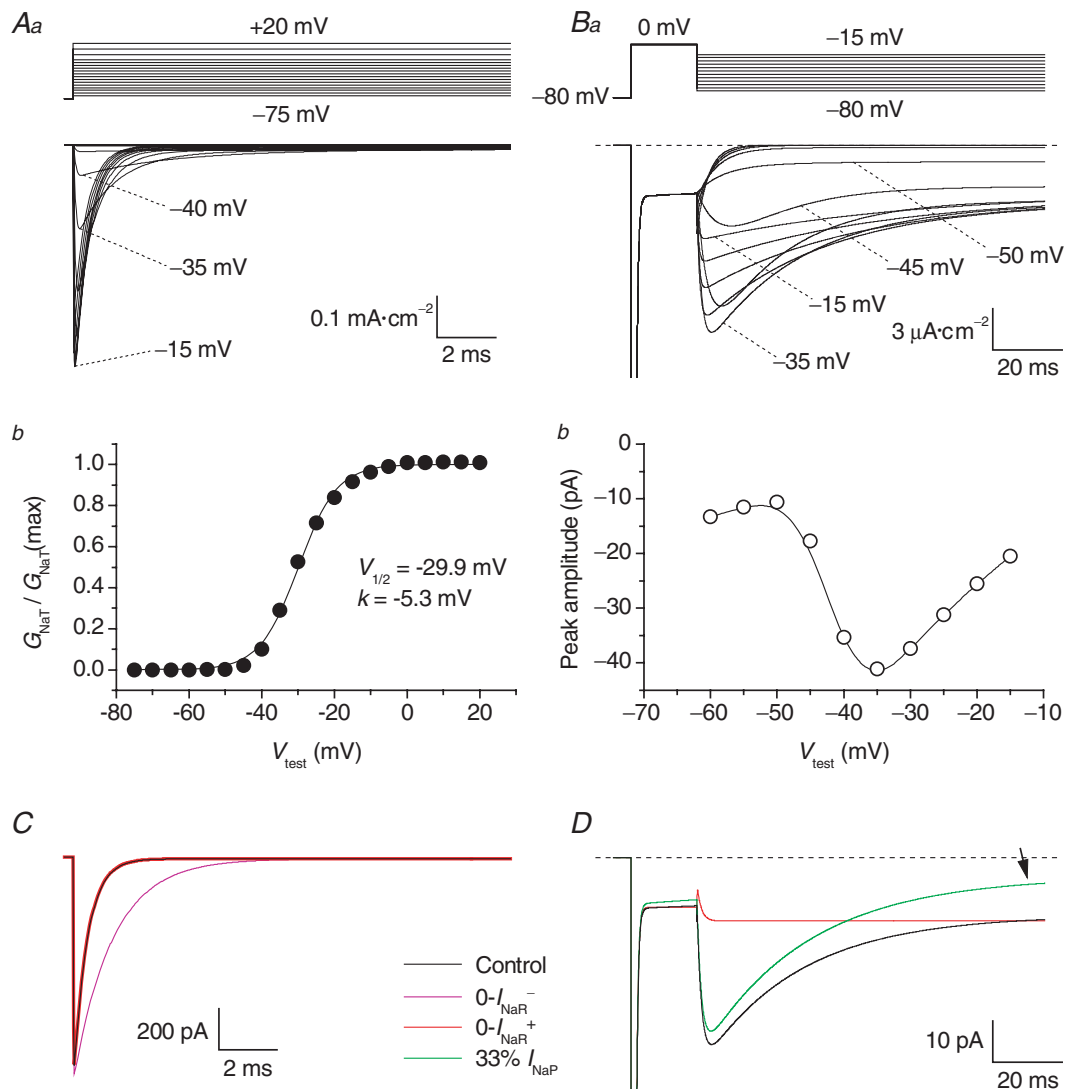 Aa
+20 mV
−75 mV
−40 mV
−35 mV
−15 mV
0.1 mA·cm⁻²
2 ms
Ba
0 mV
−15 mV
−80 mV
−80 mV
−50 mV
−45 mV
−15 mV
−35 mV
3 μA·cm⁻²
20 ms
b
G_NaT / G_NaT(max)
1.0
0.8
0.6
0.4
0.2
0.0
V_1/2 = -29.9 mV
k = -5.3 mV
-80 -60 -40 -20 0 20
V_test (mV)
b
Peak amplitude (pA)
0
−10
−20
−30
−40
−70 −60 −50 −40 −30 −20 −10
V_test (mV)
C
200 pA
2 ms
Control
0-I_NaR⁻
0-I_NaR⁺
33% I_NaP
D
10 pA
20 ms